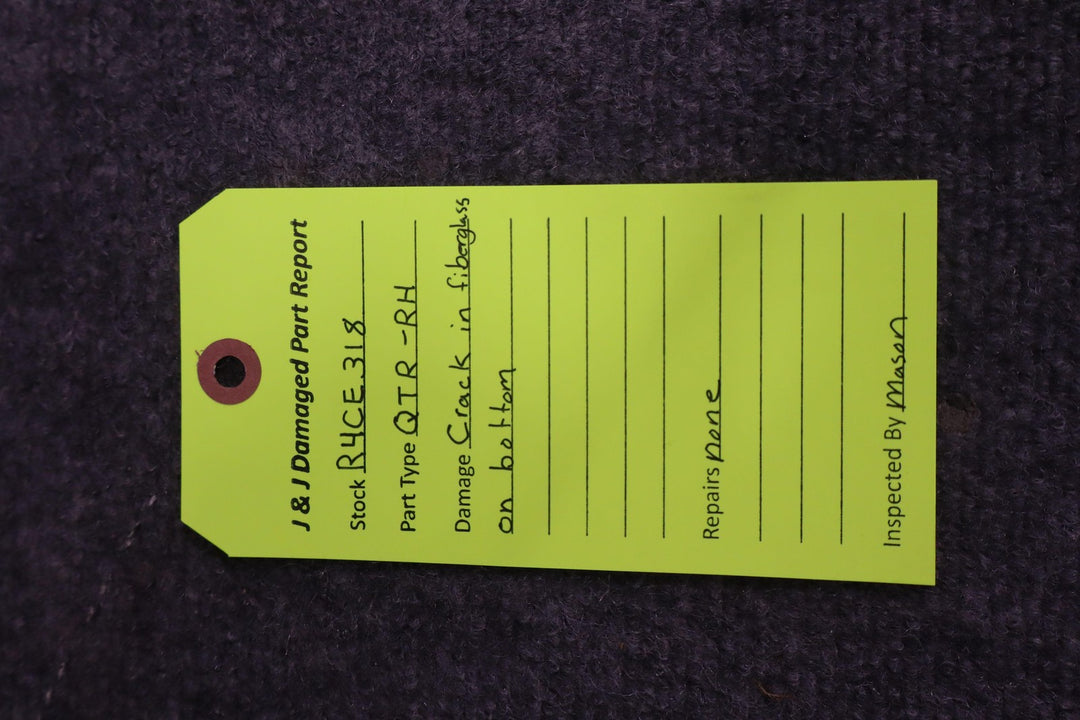 J & J Damaged Part Report
Stock R4CE318
Part Type QTR-RH
Damage Crack in fiberglass
on bottom
Repairs none
Inspected By Mason